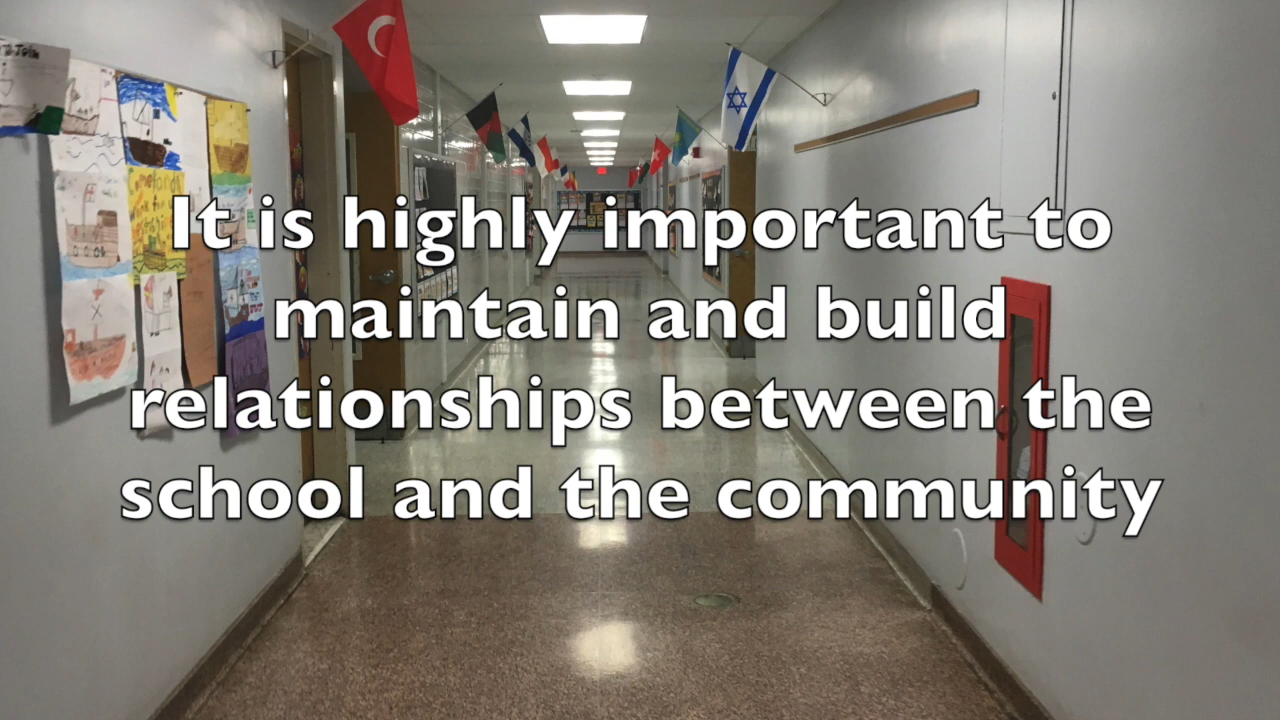 It is highly important to
maintain and build
relationships between the
school and the community